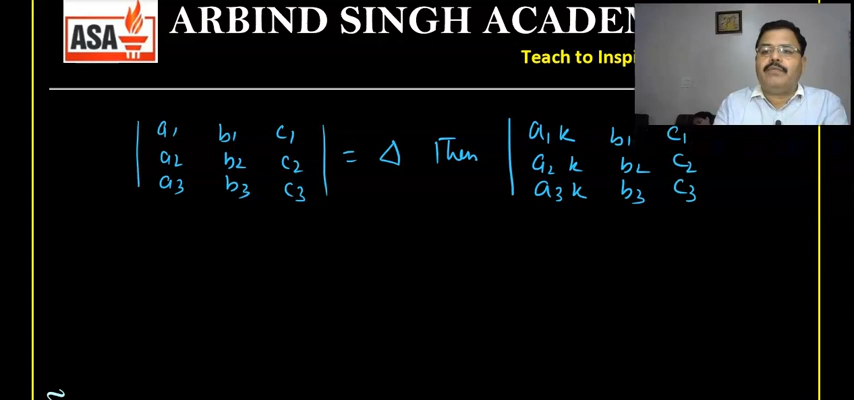 ASA
ARBIND SINGH ACADEM
Teach to Inspi
| a1 b1 c1 | = Δ Then | a1 k b1 c1
| a2 b2 c2 | | a2 k b2 c2
| a3 b3 c3 | | a3 k b3 c3